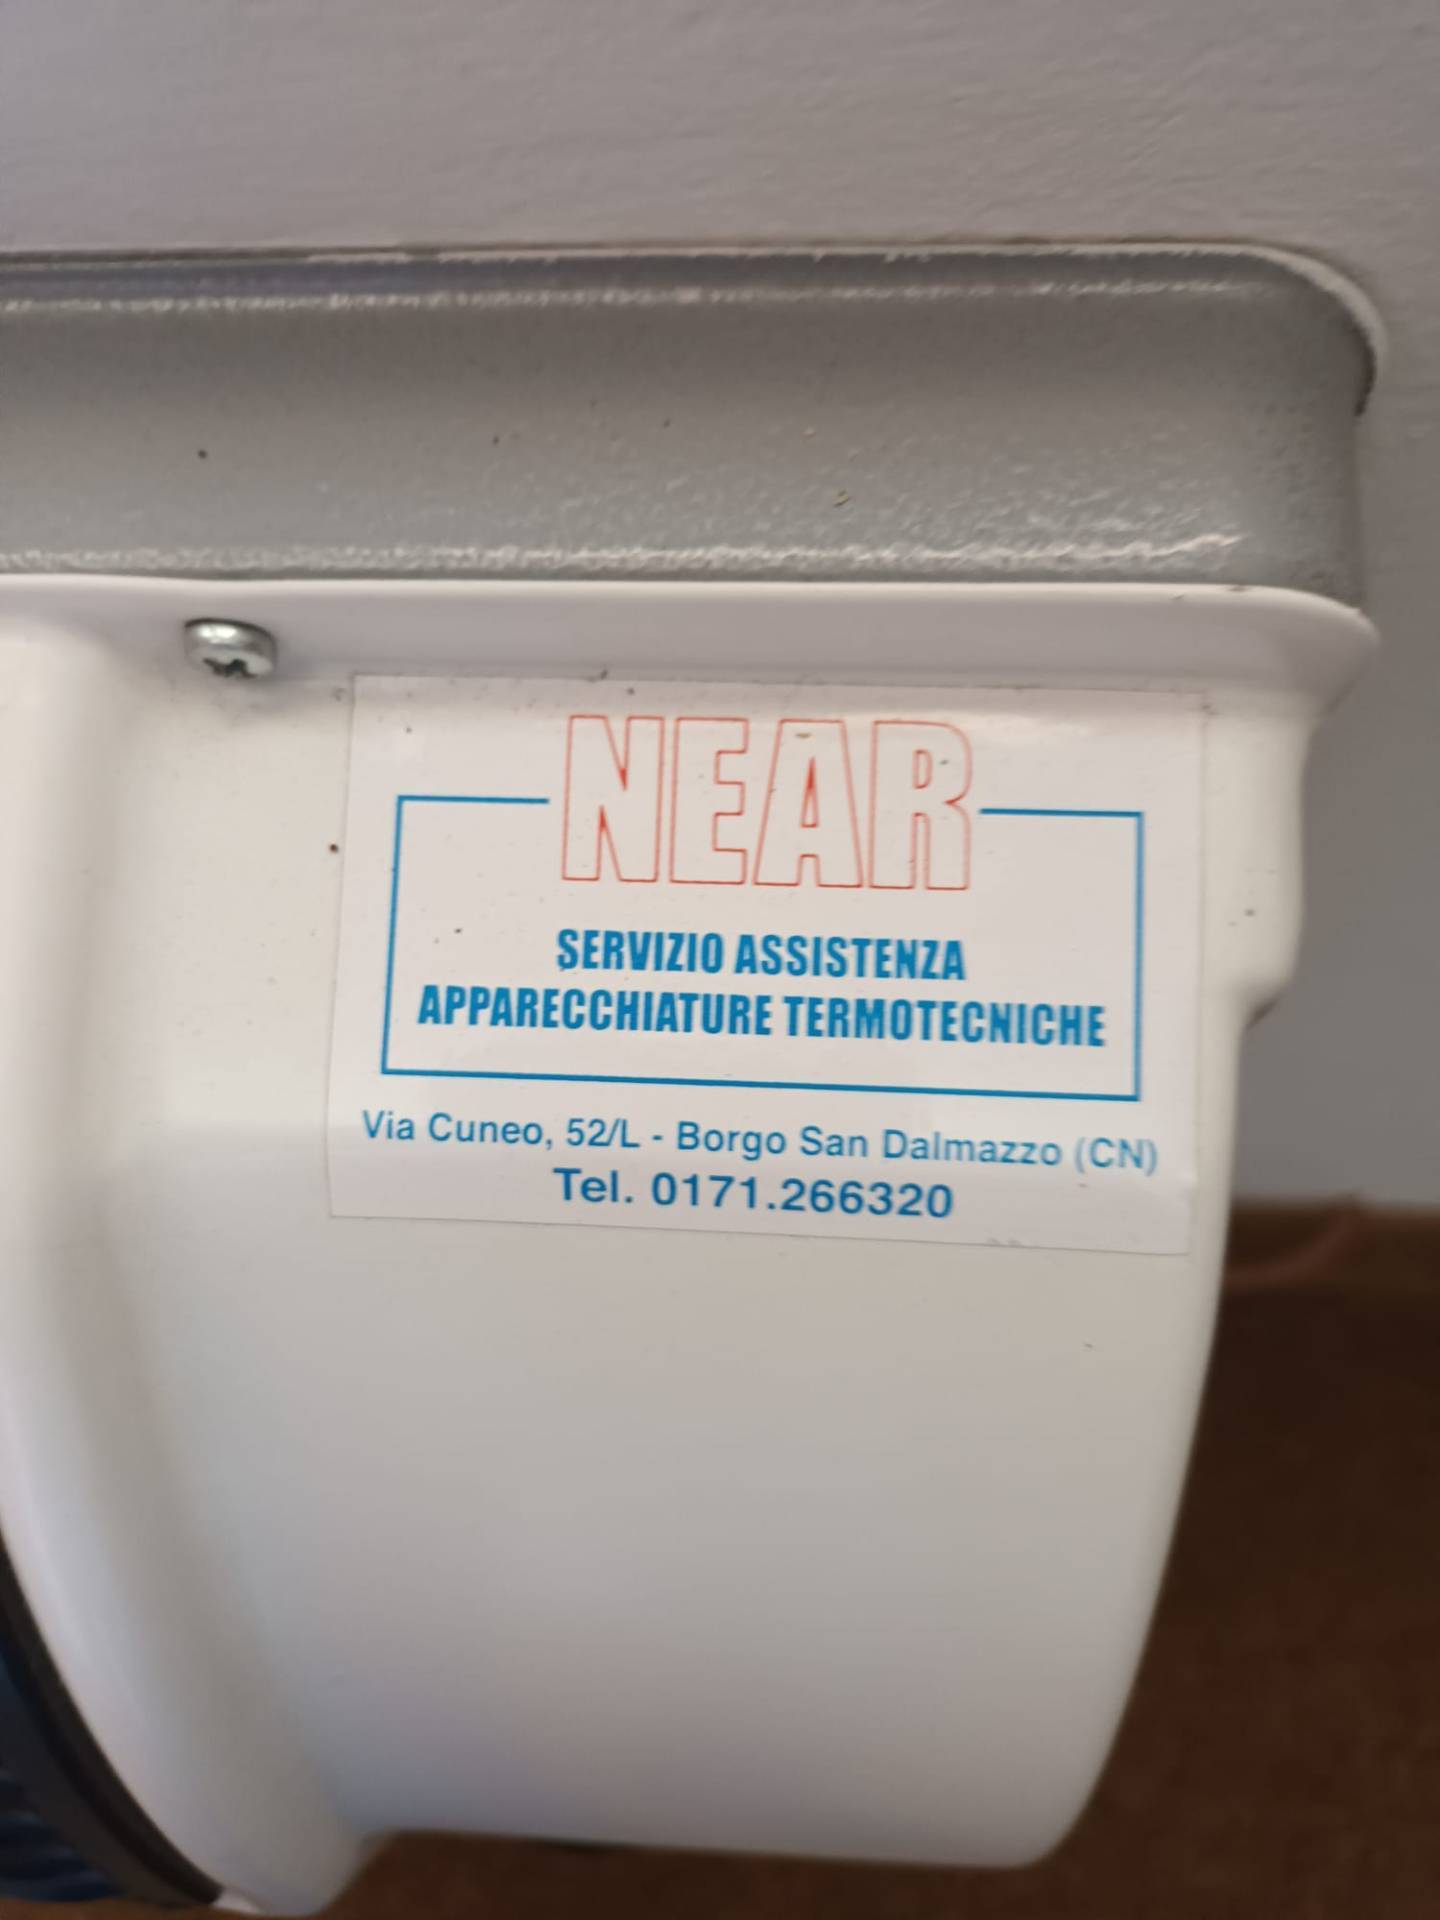 NEAR
SERVIZIO ASSISTENZA
APPARECCHIATURE TERMOTECNICHE
Via Cuneo, 52/L - Borgo San Dalmazzo (CN)
Tel. 0171.266320